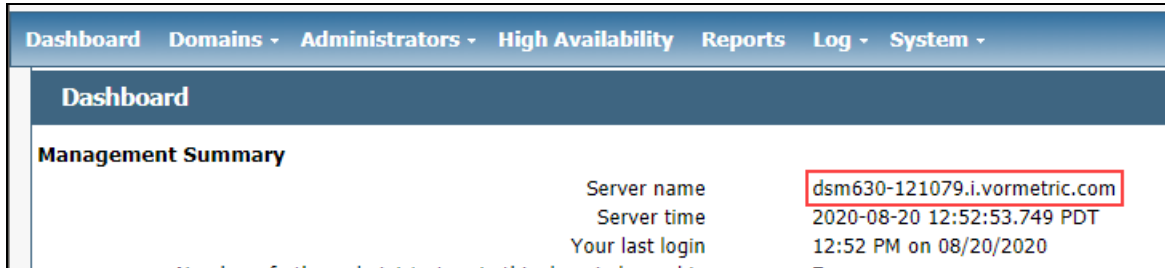 Dashboard Domains Administrators High Availability Reports Log System
Dashboard
Management Summary
Server name dsm630-121079.i.vormetric.com
Server time 2020-08-20 12:52:53.749 PDT
Your last login 12:52 PM on 08/20/2020